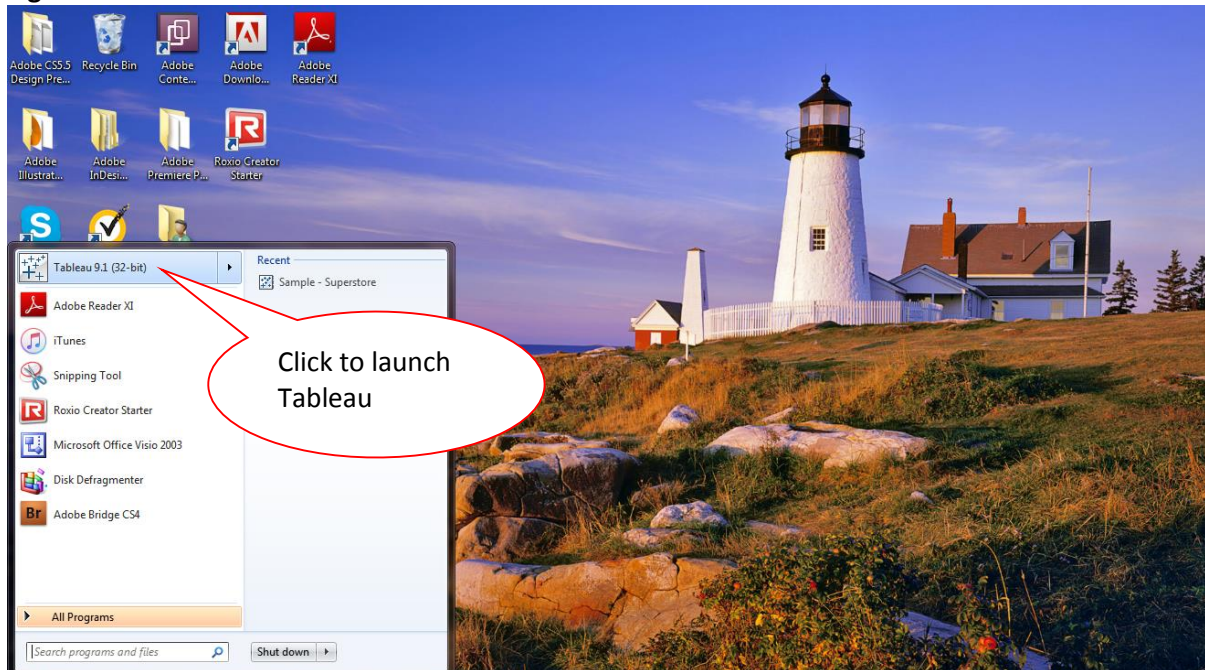 Adobe CS5.5
Design Pre...
Recycle Bin
Adobe
Conte...
Adobe
Downlo...
Adobe
Reader XI
Adobe
Illustrat...
Adobe
InDesi...
Adobe
Premiere P...
Roxio Creator
Starter
Tableau 9.1 (32-bit)
Adobe Reader XI
iTunes
Snipping Tool
Roxio Creator Starter
Microsoft Office Visio 2003
Disk Defragmenter
Br
Adobe Bridge CS4
All Programs
Search programs and files
Recent
Sample - Superstore
Shut down
Click to launch
Tableau